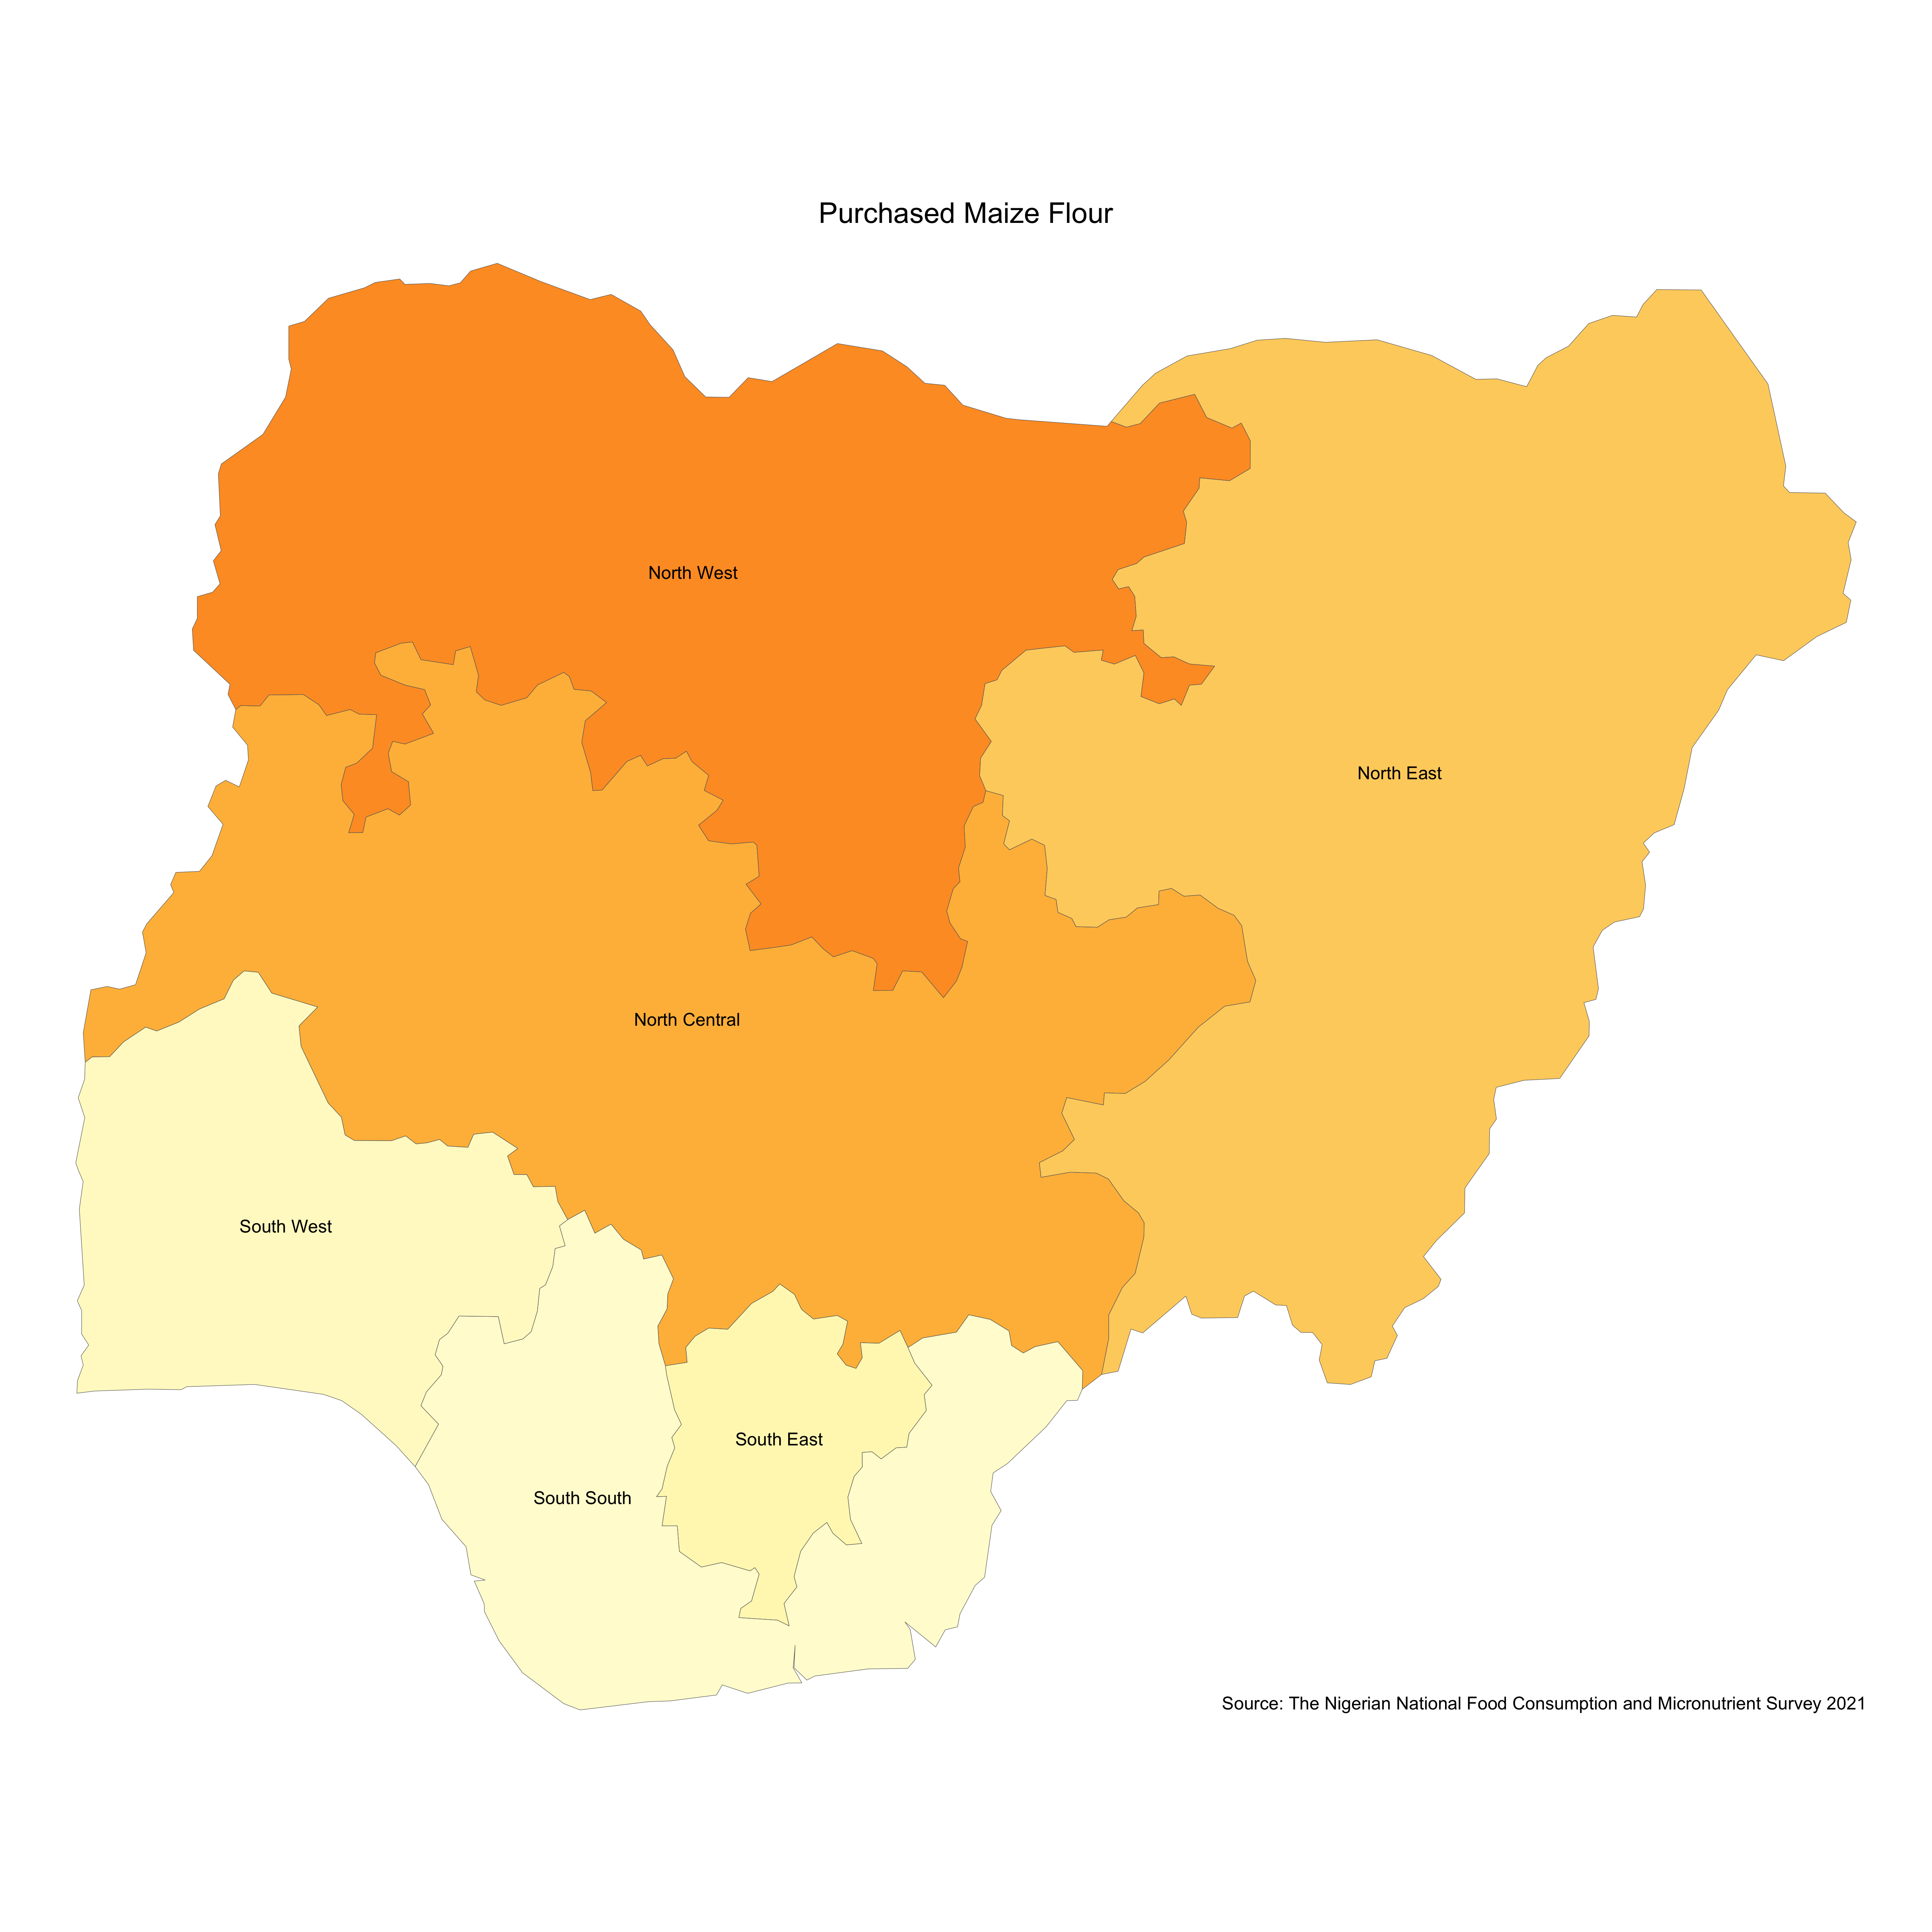 Purchased Maize Flour
North West
North East
North Central
South West
South East
South South
Source: The Nigerian National Food Consumption and Micronutrient Survey 2021